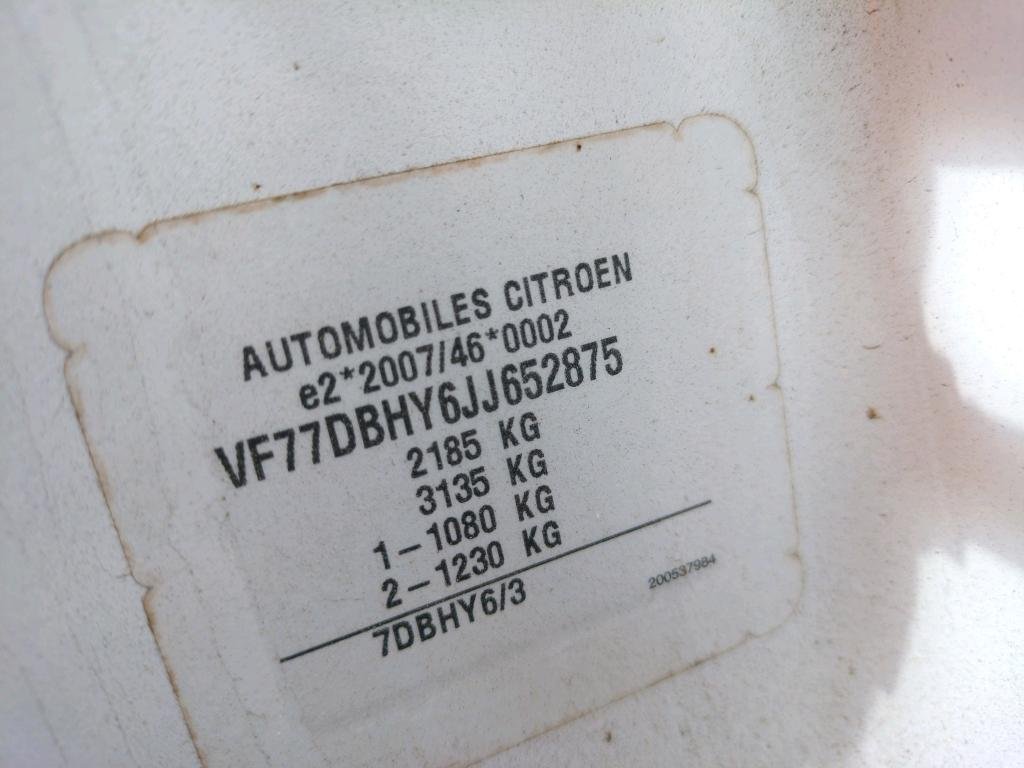 AUTOMOBILES CITROEN
e2*2007/46*0002
VF77DBHY6JJ652875
2185 KG
3135 KG
1-1080 KG
2-1230 KG
7DBHY6/3
200537984